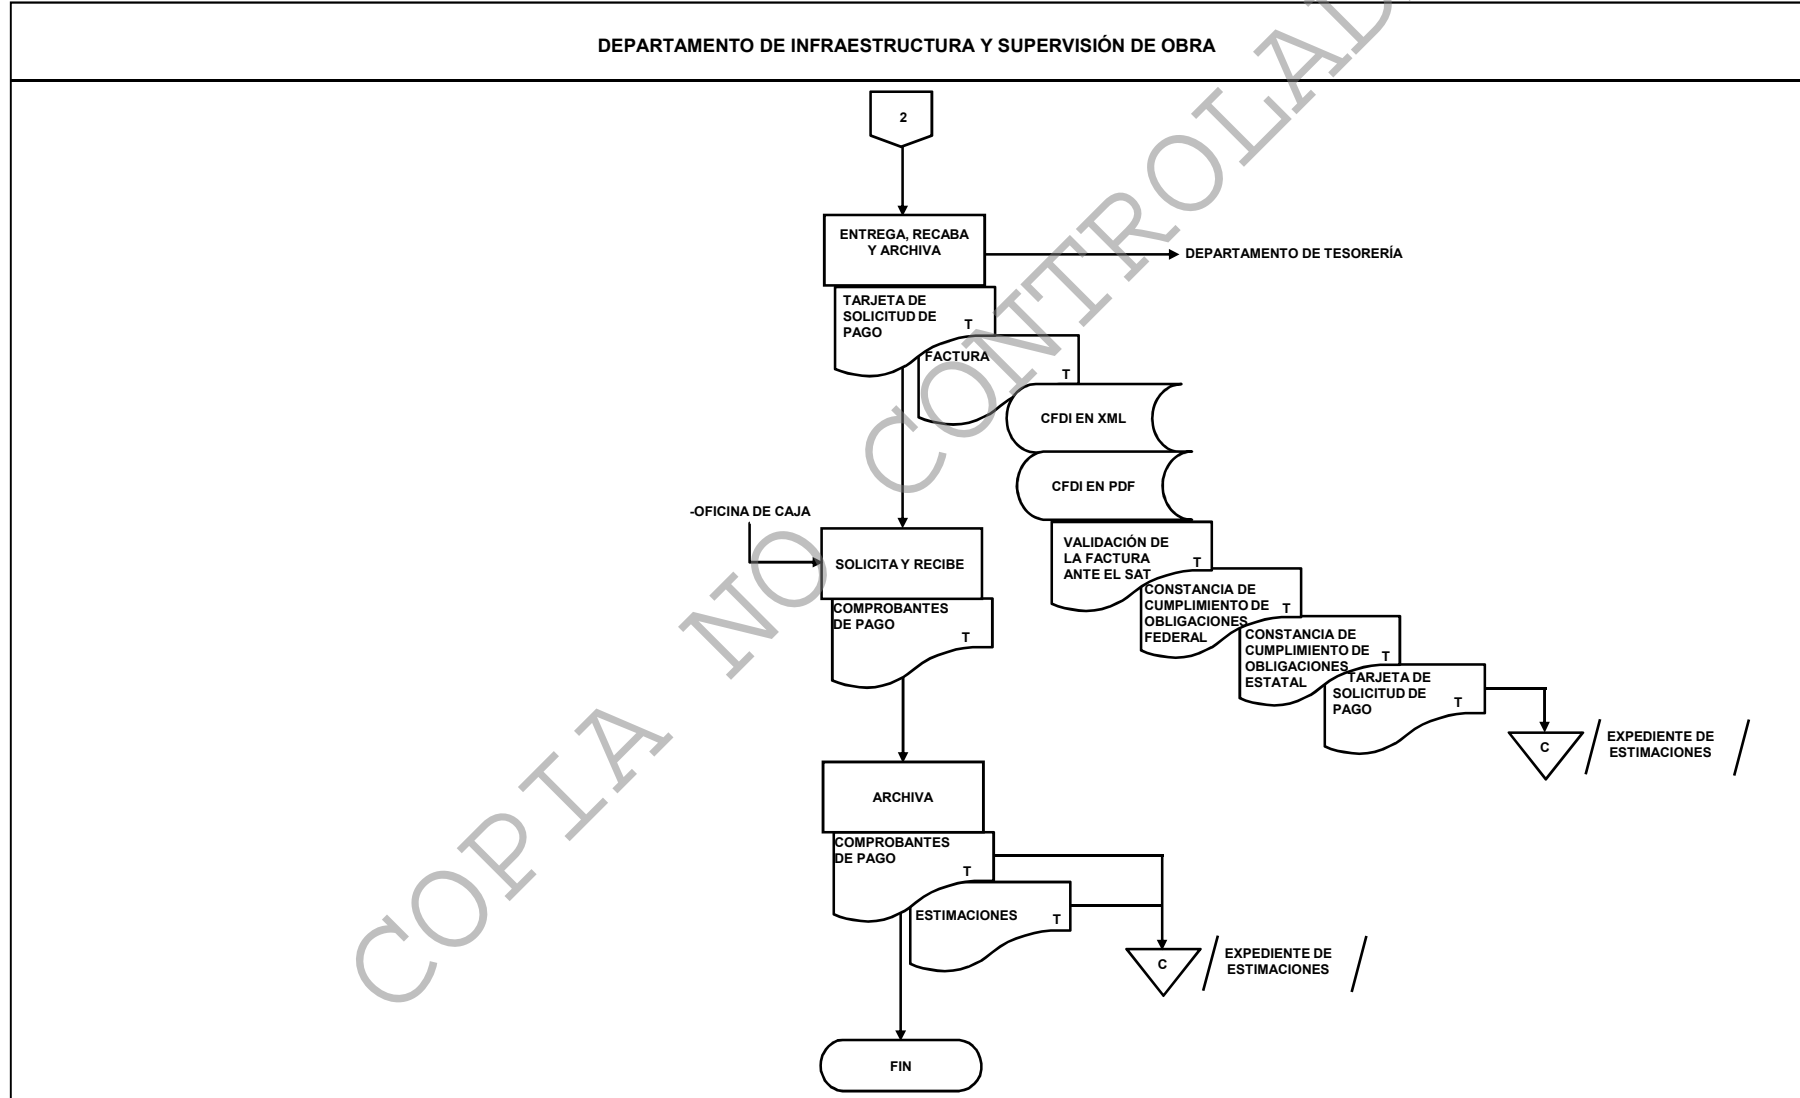 DEPARTAMENTO DE INFRAESTRUCTURA Y SUPERVISIÓN DE OBRA
2
ENTREGA, RECABA
Y ARCHIVA
DEPARTAMENTO DE TESORERÍA
TARJETA DE
SOLICITUD DE
PAGO
T
FACTURA
T
CFDI EN XML
CFDI EN PDF
VALIDACIÓN DE
LA FACTURA
ANTE EL SAT
T
CONSTANCIA DE
CUMPLIMIENTO DE
OBLIGACIONES
FEDERAL
T
CONSTANCIA DE
CUMPLIMIENTO DE
OBLIGACIONES
ESTATAL
T
TARJETA DE
SOLICITUD DE
PAGO
T
C
EXPEDIENTE DE
ESTIMACIONES
-OFICINA DE CAJA
SOLICITA Y RECIBE
COMPROBANTES
DE PAGO
T
ARCHIVA
COMPROBANTES
DE PAGO
T
ESTIMACIONES
T
C
EXPEDIENTE DE
ESTIMACIONES
FIN
COPIA NO CONTROLAD